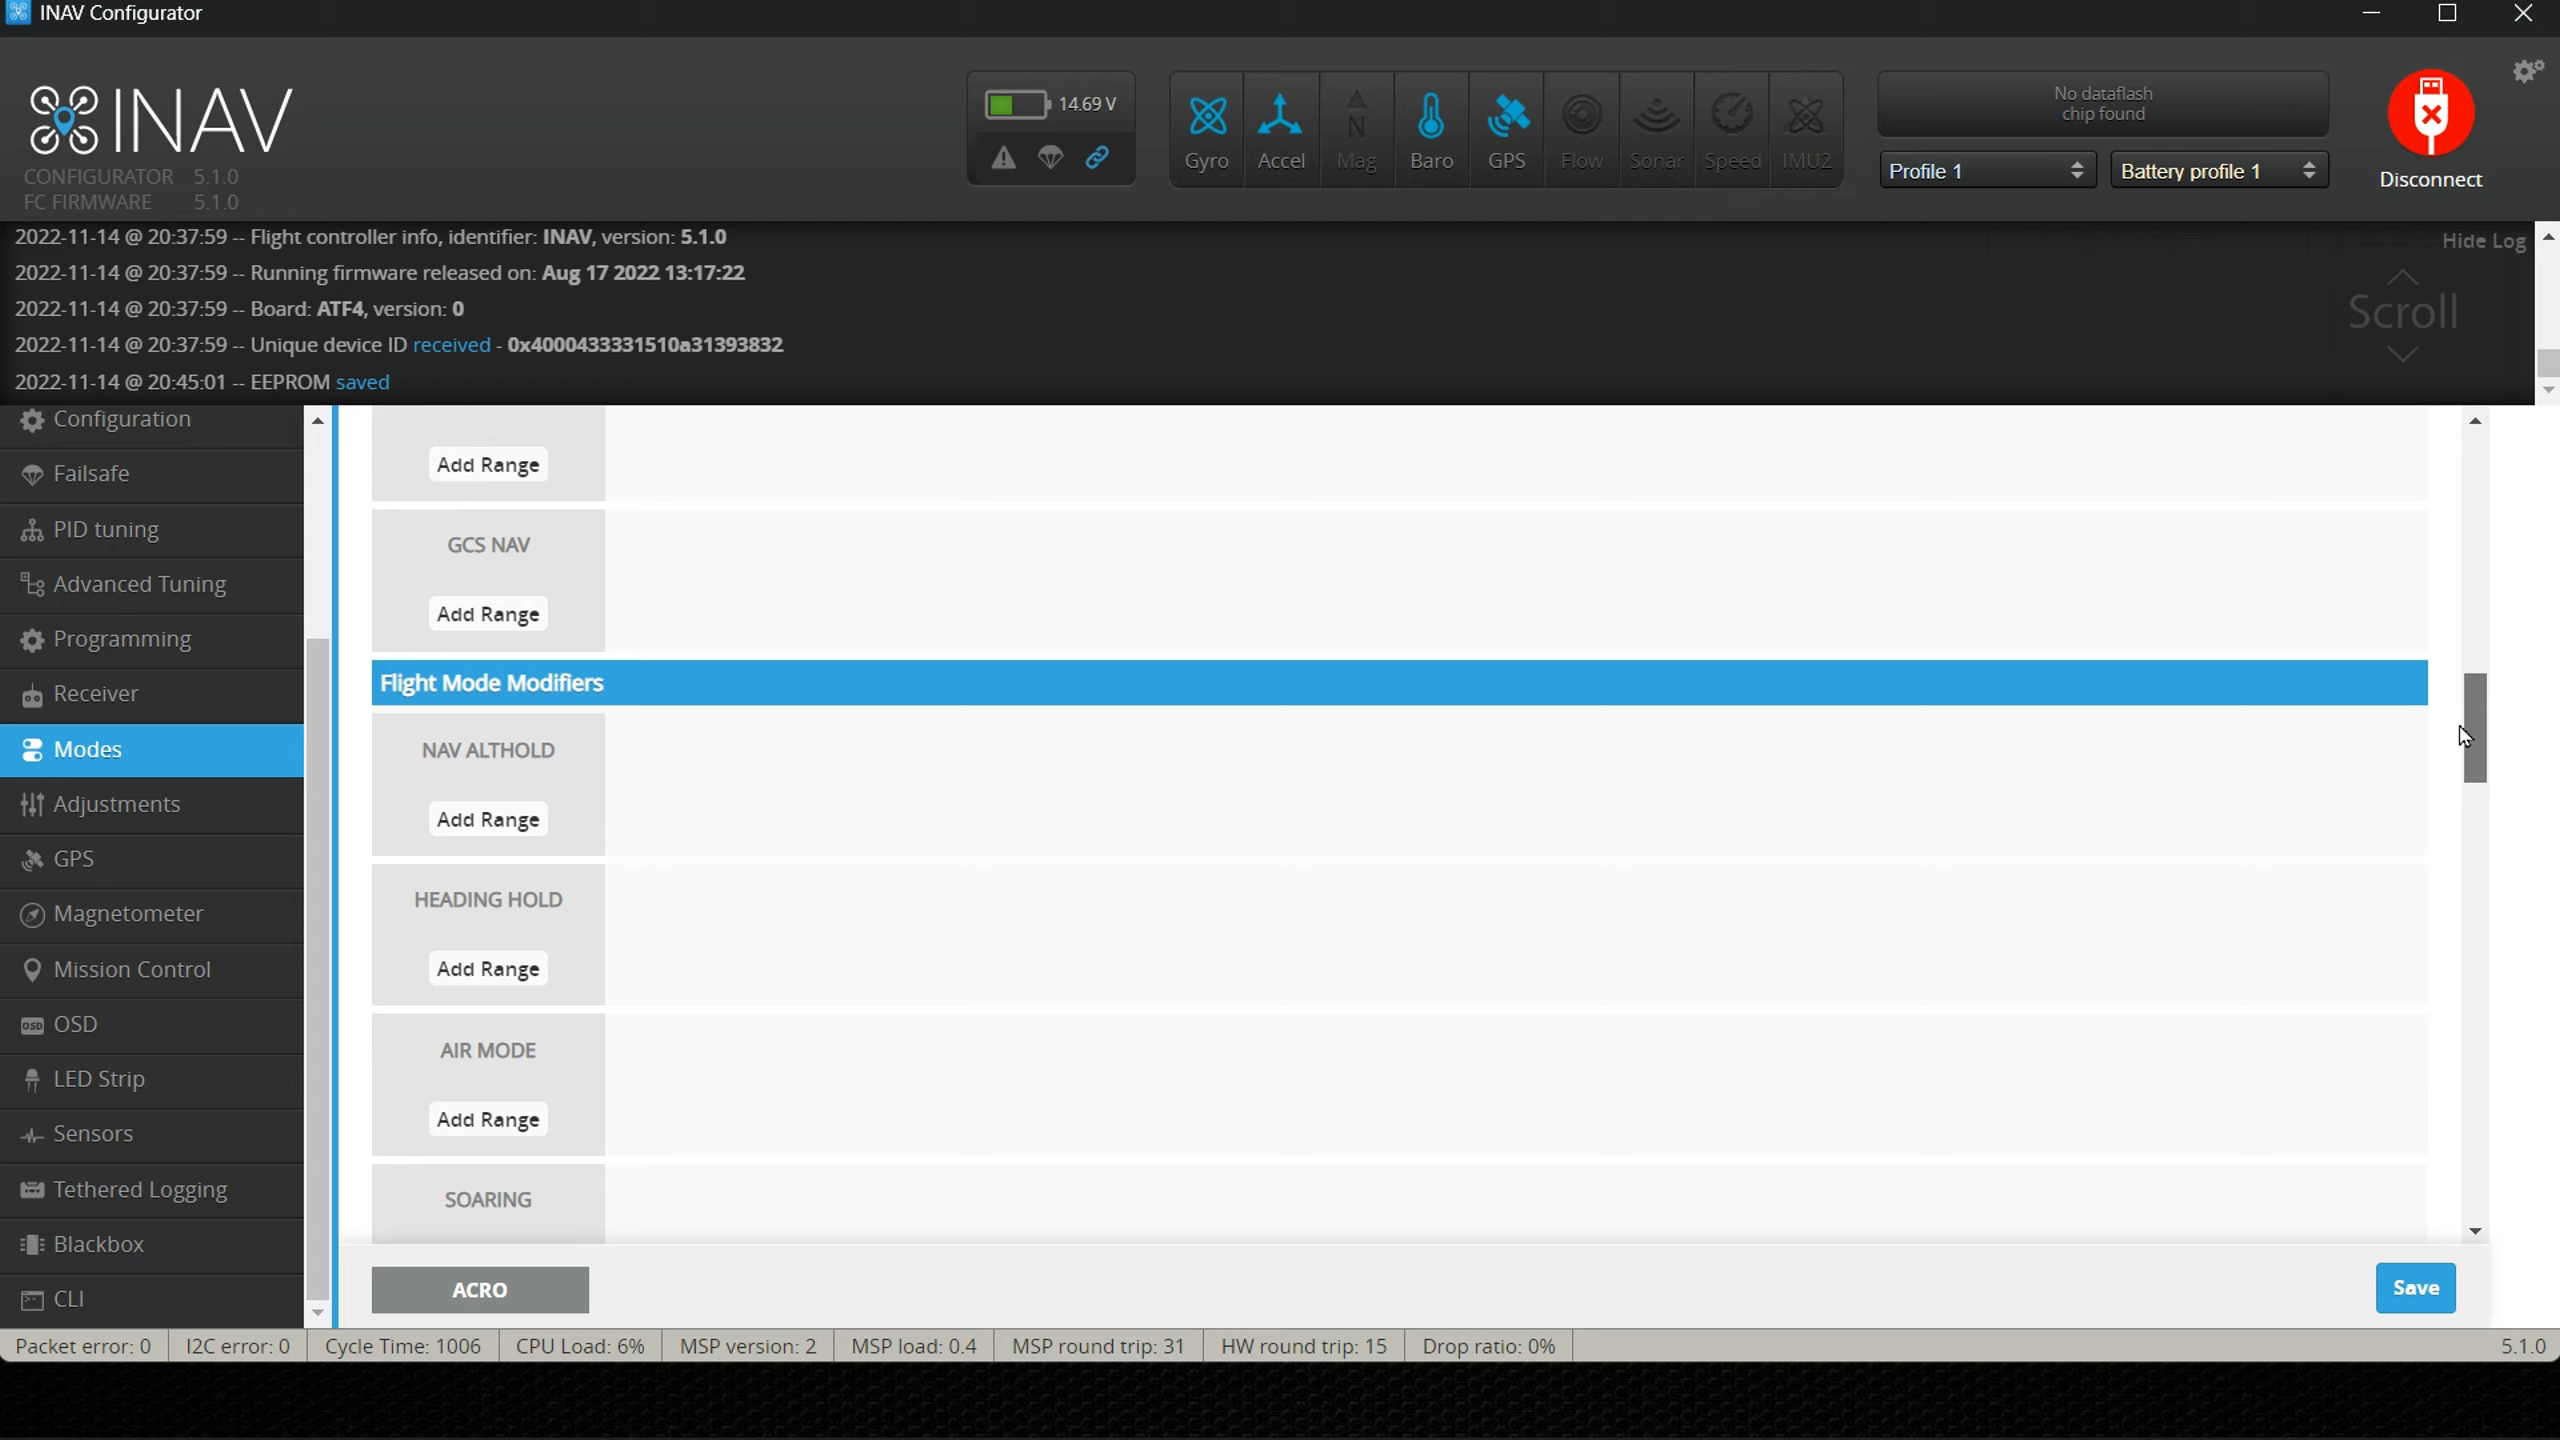 INAV Configurator
INAV
CONFIGURATOR 5.1.0
FC FIRMWARE 5.1.0
14.69 V
Gyro
Accel
N
Mag
Baro
GPS
Flow
Sonar
Speed
IMU2
No dataflash
chip found
Profile 1
Battery profile 1
Disconnect
2022-11-14 @ 20:37:59 -- Flight controller info, identifier: INAV, version: 5.1.0
2022-11-14 @ 20:37:59 -- Running firmware released on: Aug 17 2022 13:17:22
2022-11-14 @ 20:37:59 -- Board: ATF4, version: 0
2022-11-14 @ 20:37:59 -- Unique device ID received - 0x4000433331510a31393832
2022-11-14 @ 20:45:01 -- EEPROM saved
Hide Log
Scroll
Configuration
Failsafe
PID tuning
Advanced Tuning
Programming
Receiver
Modes
Adjustments
GPS
Magnetometer
Mission Control
OSD
OSD
LED Strip
Sensors
Tethered Logging
Blackbox
CLI
Add Range
GCS NAV
Add Range
Flight Mode Modifiers
NAV ALTHOLD
Add Range
HEADING HOLD
Add Range
AIR MODE
Add Range
SOARING
ACRO
Save
Packet error: 0
I2C error: 0
Cycle Time: 1006
CPU Load: 6%
MSP version: 2
MSP load: 0.4
MSP round trip: 31
HW round trip: 15
Drop ratio: 0%
5.1.0